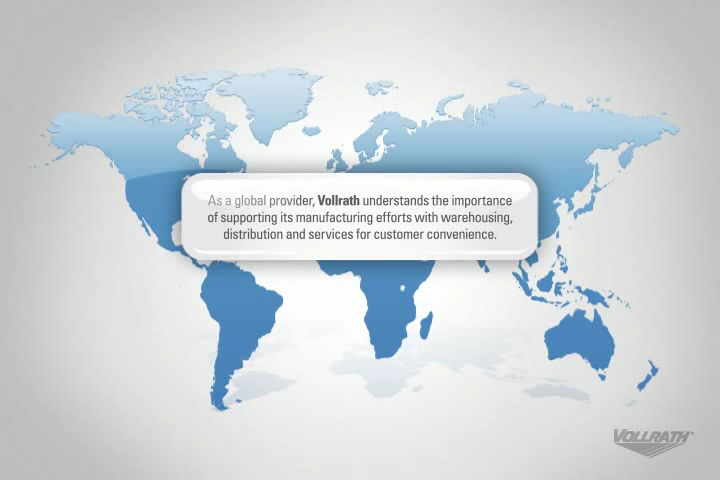 As a global provider, Vollrath understands the importance
of supporting its manufacturing efforts with warehousing,
distribution and services for customer convenience.
VOLLRATH™